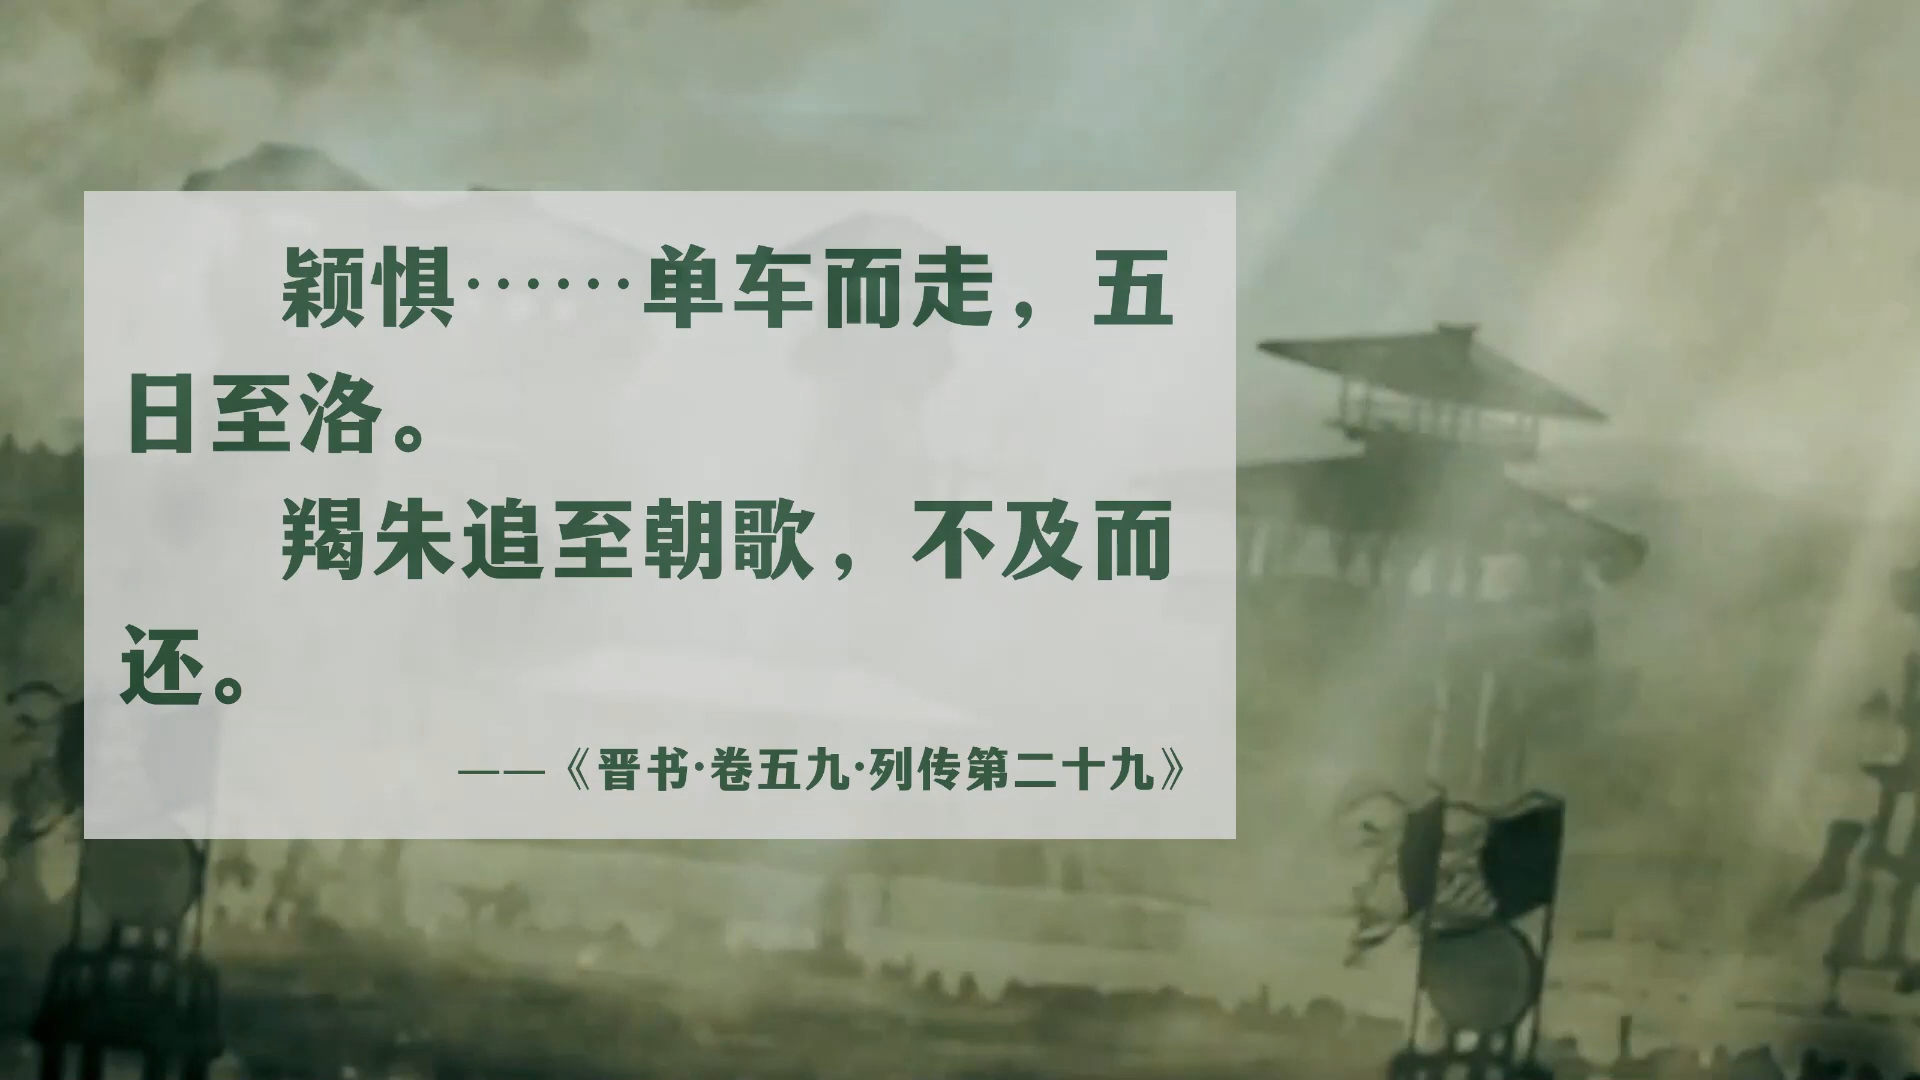 颖惧……单车而走，五
日至洛。
羯朱追至朝歌，不及而
还。
——《晋书·卷五九·列传第二十九》